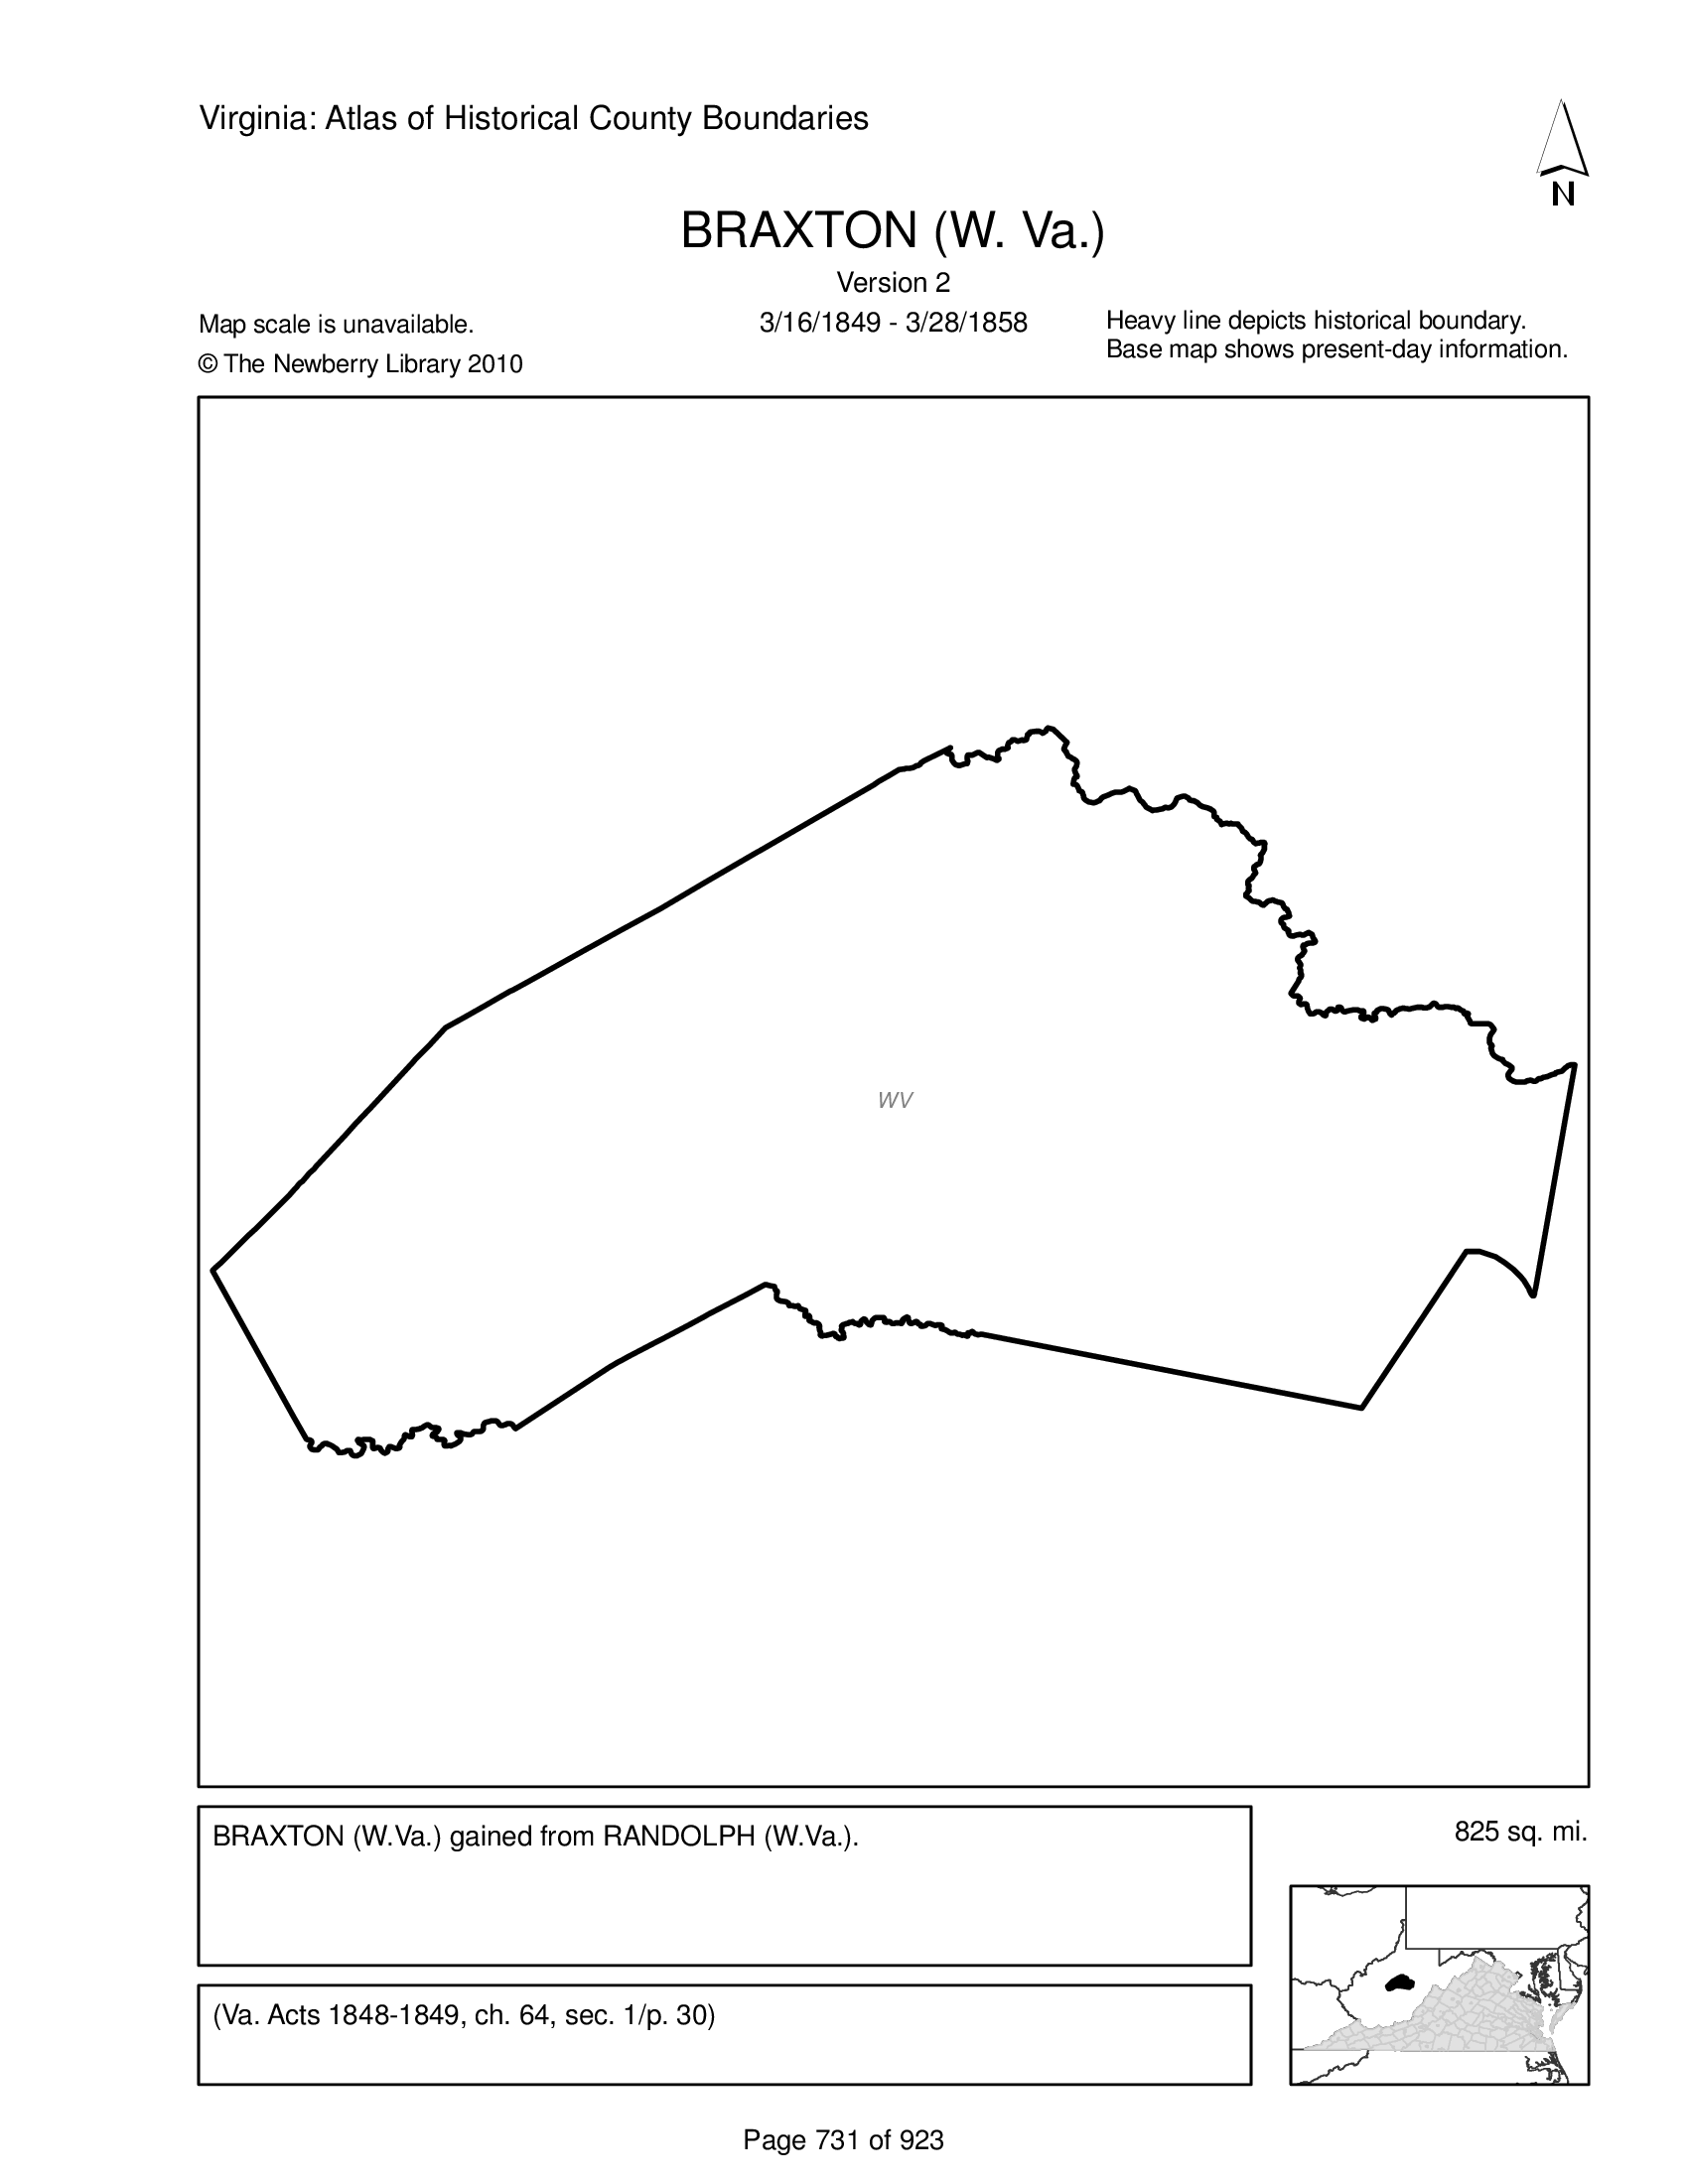 Virginia: Atlas of Historical County Boundaries
N
BRAXTON (W. Va.)
Version 2
Map scale is unavailable.
3/16/1849 - 3/28/1858
Heavy line depicts historical boundary.
Base map shows present-day information.
© The Newberry Library 2010
WV
BRAXTON (W.Va.) gained from RANDOLPH (W.Va.).
825 sq. mi.
(Va. Acts 1848-1849, ch. 64, sec. 1/p. 30)
Page 731 of 923